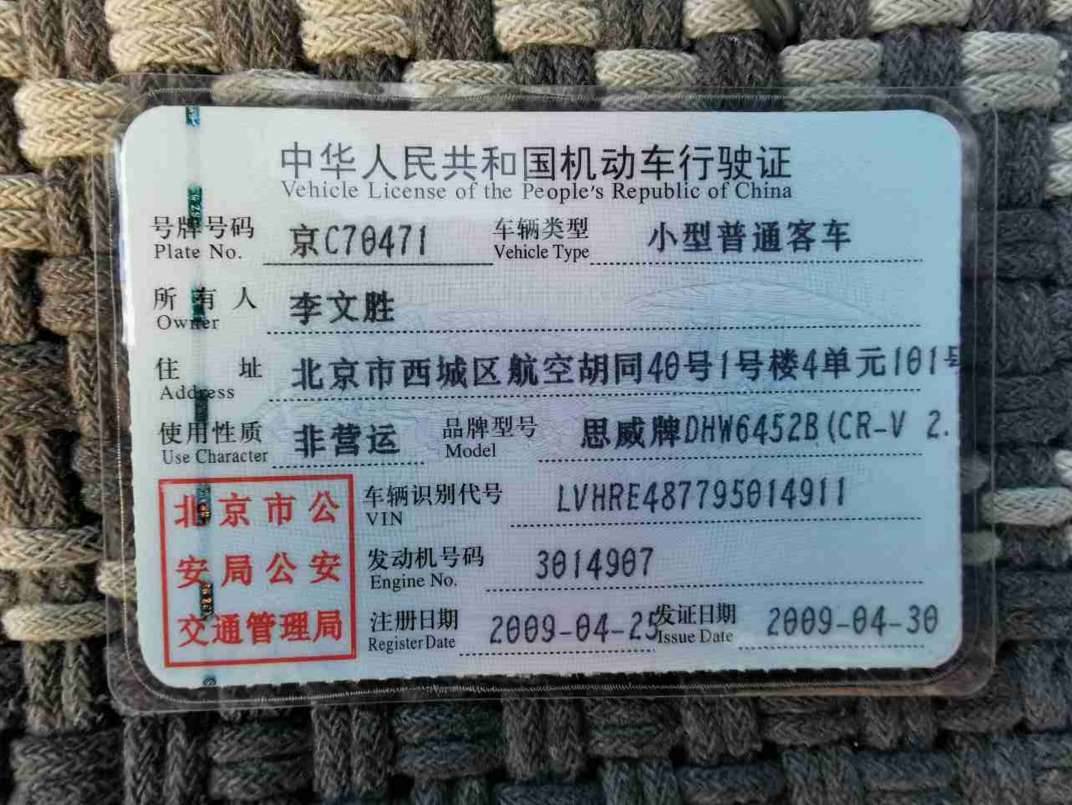 中华人民共和国机动车行驶证
Vehicle License of the People's Republic of China
号牌号码 京C70471 车辆类型 小型普通客车
Plate No. Vehicle Type
所有人 李文胜
Owner
住址 北京市西城区航空胡同40号1号楼4单元101号
Address
使用性质 非营运 品牌型号 思威牌DHW6452B(CR-V 2.
Use Character Model
北京市公 车辆识别代号 LVHRE487795014911
VIN
安局公安 发动机号码 3014907
Engine No.
交通管理局 注册日期 2009-04-25 发证日期 2009-04-30
Register Date Issue Date